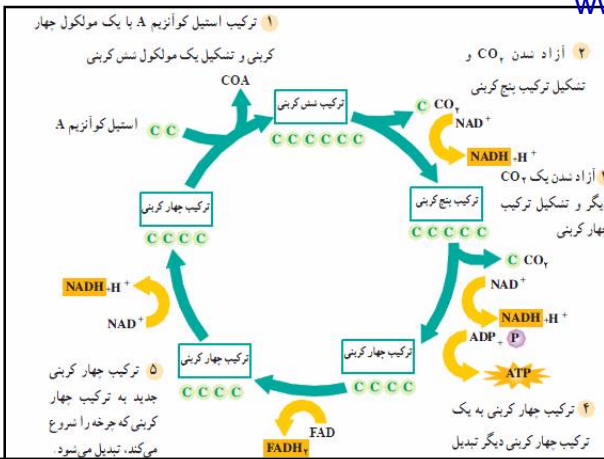 ۱ ترکیب استیل کوآنزیم A با یک مولکول چهار
کربنی و تشکیل یک مولکول شش کربنی
۲ آزاد شدن CO۲ و
تشکیل ترکیب پنج کربنی
COA
ترکیب شش کربنی
C C C C C C
C CO۲
NAD+
NADH +H+
استیل کوآنزیم A
C C
آزاد شدن یک CO۲
دیگر و تشکیل ترکیب
چهار کربنی
ترکیب پنج کربنی
C C C C C
ترکیب چهار کربنی
C C C C
C CO۲
NAD+
NADH +H+
ADP + P
ATP
NADH +H+
NAD+
ترکیب چهار کربنی
C C C C
ترکیب چهار کربنی
C C C C
FAD
FADH۲
۴ ترکیب چهار کربنی به یک
ترکیب چهار کربنی دیگر تبدیل
۵ ترکیب چهار کربنی
جدید به ترکیب چهار
کربنی که چرخه را شروع
می‌کند، تبدیل می‌شود.